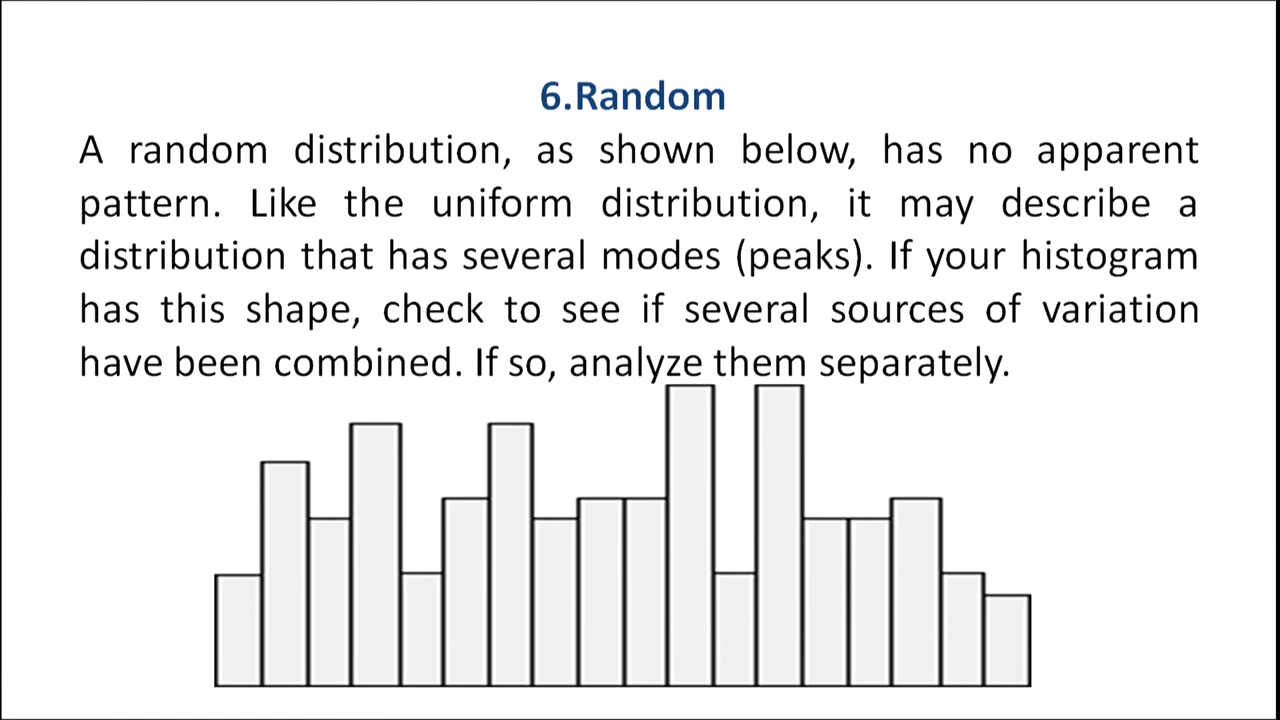 6.Random
A random distribution, as shown below, has no apparent
pattern. Like the uniform distribution, it may describe a
distribution that has several modes (peaks). If your histogram
has this shape, check to see if several sources of variation
have been combined. If so, analyze them separately.